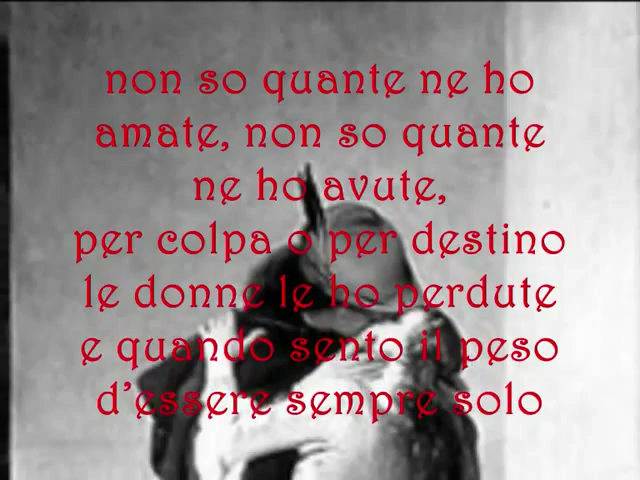 non so quante ne ho
amate, non so quante
ne ho avute,
per colpa o per destino
le donne le ho perdute
e quando sento il peso
d'essere sempre solo